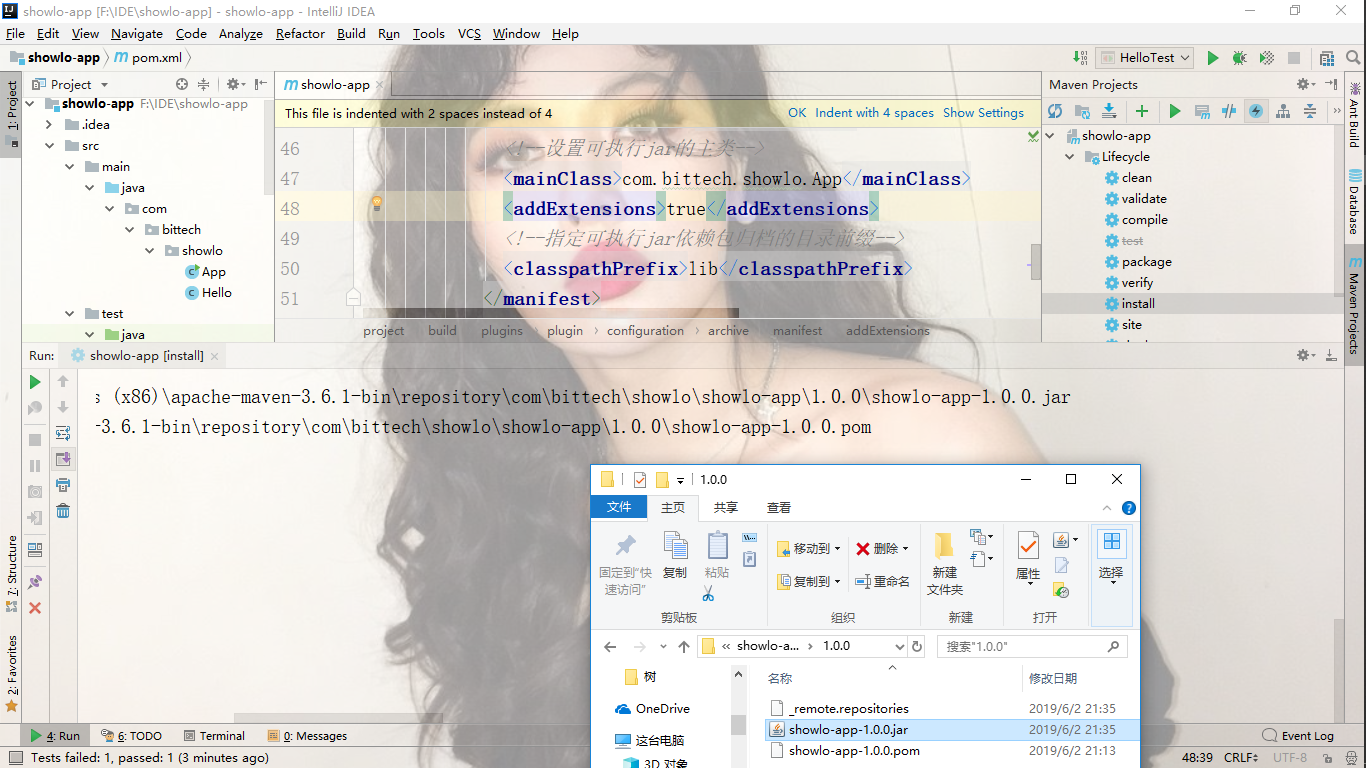 showlo-app [F:\IDE\showlo-app] - showlo-app - IntelliJ IDEA
File Edit View Navigate Code Analyze Refactor Build Run Tools VCS Window Help
showlo-app pom.xml HelloTest
1: Project
Project
showlo-app F:\IDE\showlo-app
.idea
src
main
java
com
bittech
showlo
App
Hello
test
java
showlo-app
This file is indented with 2 spaces instead of 4 OK Indent with 4 spaces Show Settings
46 <!--设置可执行jar的主类-->
47 <mainClass>com.bittech.showlo.App</mainClass>
48 <addExtensions>true</addExtensions>
49 <!--指定可执行jar依赖包归档的目录前缀-->
50 <classpathPrefix>lib</classpathPrefix>
51 </manifest>
project build plugins plugin configuration archive manifest addExtensions
Maven Projects
showlo-app
Lifecycle
clean
validate
compile
test
package
verify
install
site
Ant Build
Database
Maven Projects
Run: showlo-app [install]
(x86)\apache-maven-3.6.1-bin\repository\com\bittech\showlo\showlo-app\1.0.0\showlo-app-1.0.0.jar
-3.6.1-bin\repository\com\bittech\showlo\showlo-app\1.0.0\showlo-app-1.0.0.pom
7: Structure
2: Favorites
1.0.0
文件 主页 共享 查看
固定到"快速访问"
复制
粘贴
剪贴板
移动到 删除
复制到 重命名
组织
新建文件夹
新建
属性
打开
选择
« showlo-a... 1.0.0
搜索"1.0.0"
树
OneDrive
这台电脑
3D 对象
名称 修改日期
_remote.repositories 2019/6/2 21:35
showlo-app-1.0.0.jar 2019/6/2 21:35
showlo-app-1.0.0.pom 2019/6/2 21:13
4: Run 6: TODO Terminal 0: Messages Event Log
Tests failed: 1, passed: 1 (3 minutes ago) 48:39 CRLF UTF-8